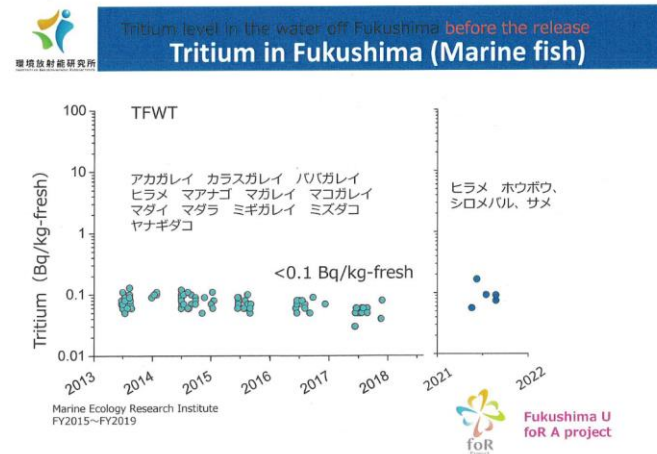 Tritium level in the water off Fukushima before the release
環境放射能研究所
Tritium in Fukushima (Marine fish)
Tritium (Bq/kg-fresh)
100
10
1
0.1
0.01
TFWT
アカガレイ カラスガレイ ババガレイ
ヒラメ マアナゴ マガレイ マコガレイ
マダイ マダラ ミギガレイ ミズダコ
ヤナギダコ
<0.1 Bq/kg-fresh
2013 2014 2015 2016 2017 2018
ヒラメ ホウボウ、
シロメバル、サメ
2021 2022
Marine Ecology Research Institute
FY2015～FY2019
foR
Fukushima U
foR A project